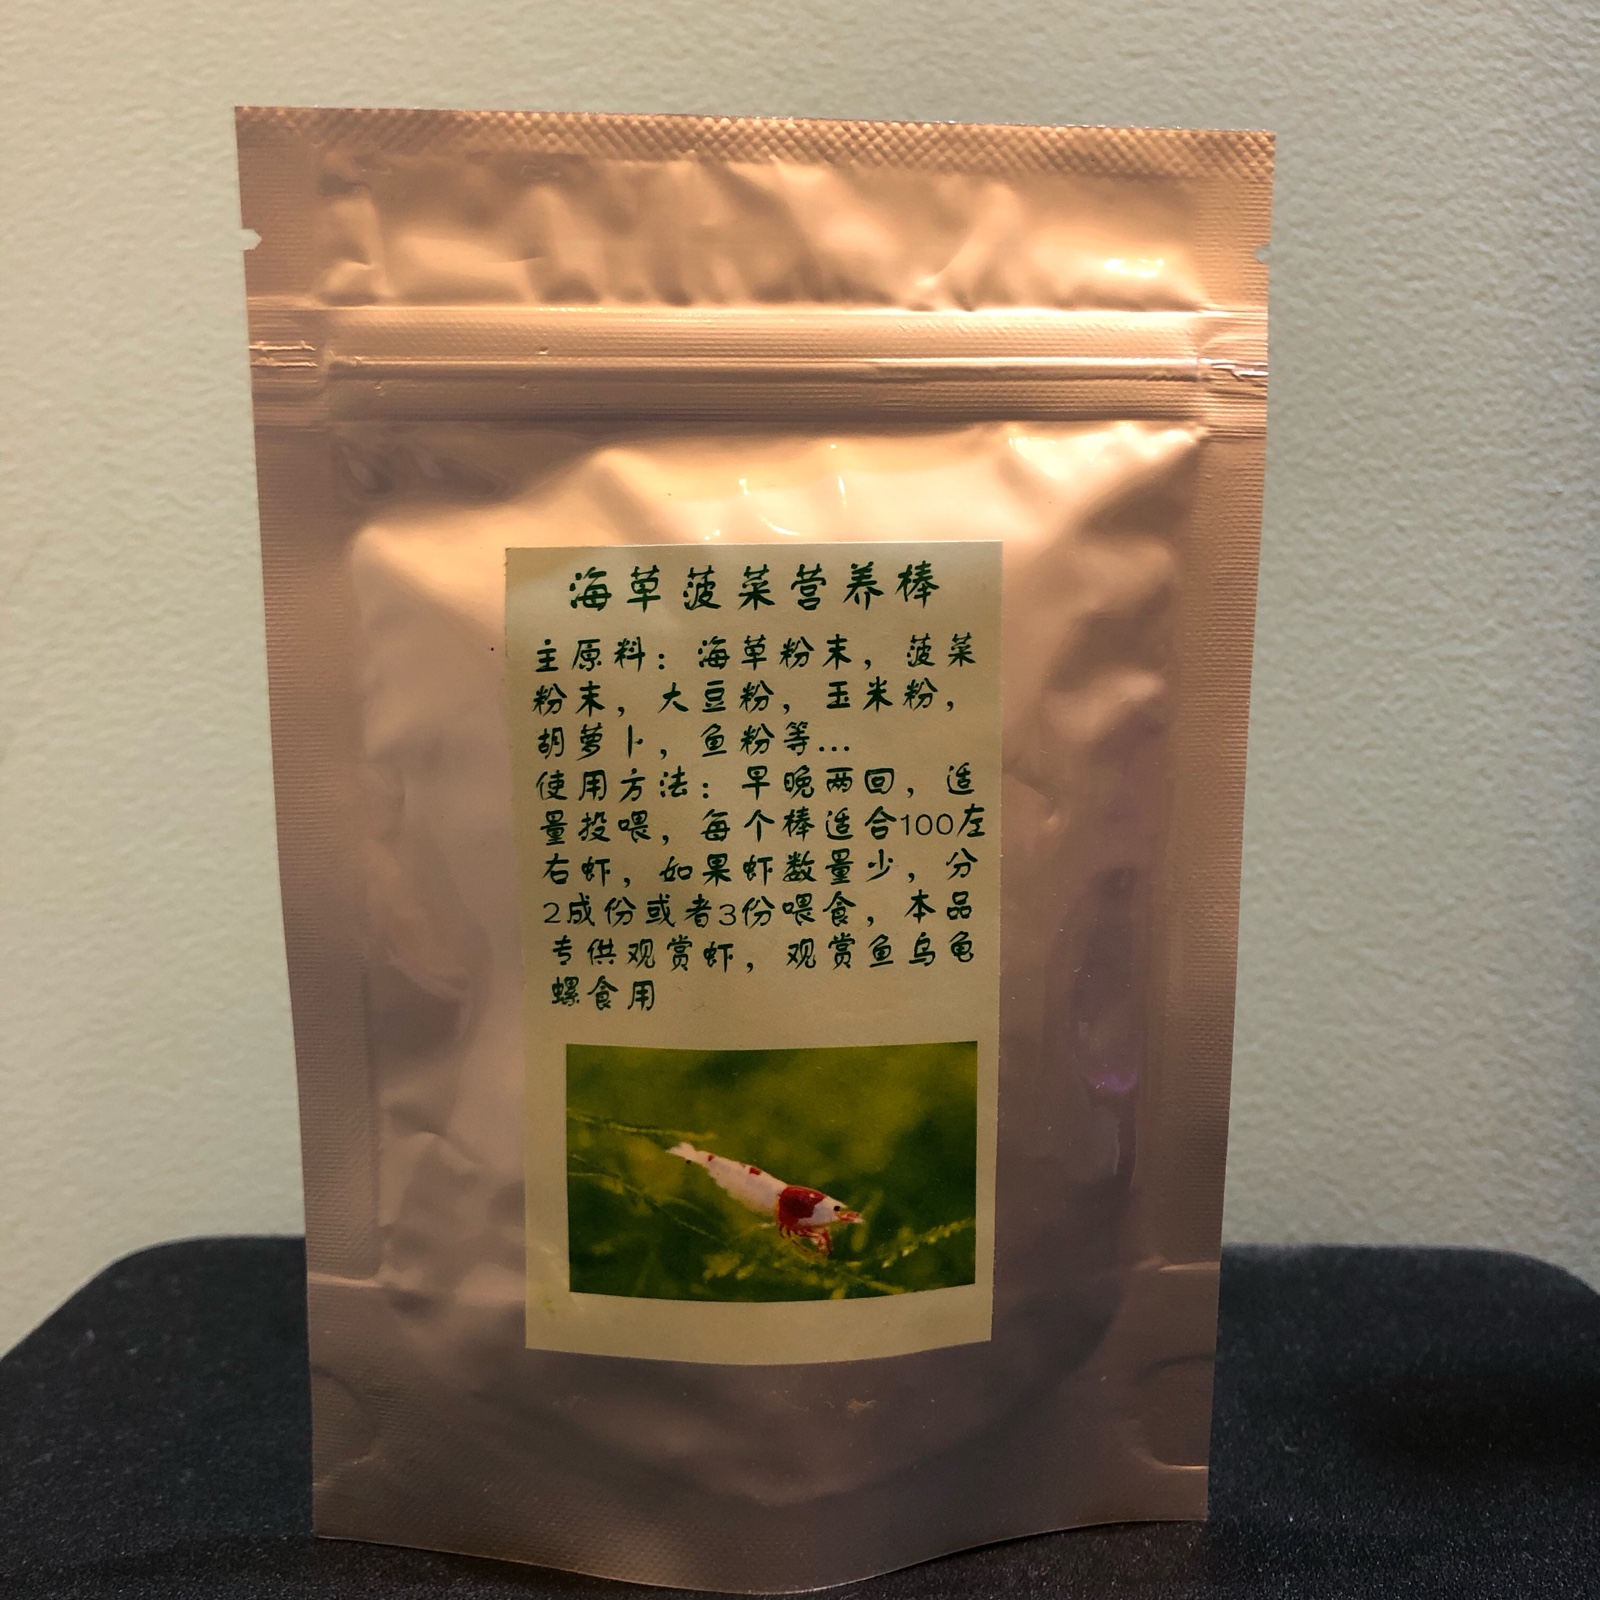 海草菠菜营养棒
主原料：海草粉末，菠菜
粉末，大豆粉，玉米粉，
胡萝卜，鱼粉等...
使用方法：早晚两回，适
量投喂，每个棒适合100左
右虾，如果虾数量少，分
2成份或者3份喂食，本品
专供观赏虾，观赏鱼乌龟
螺食用